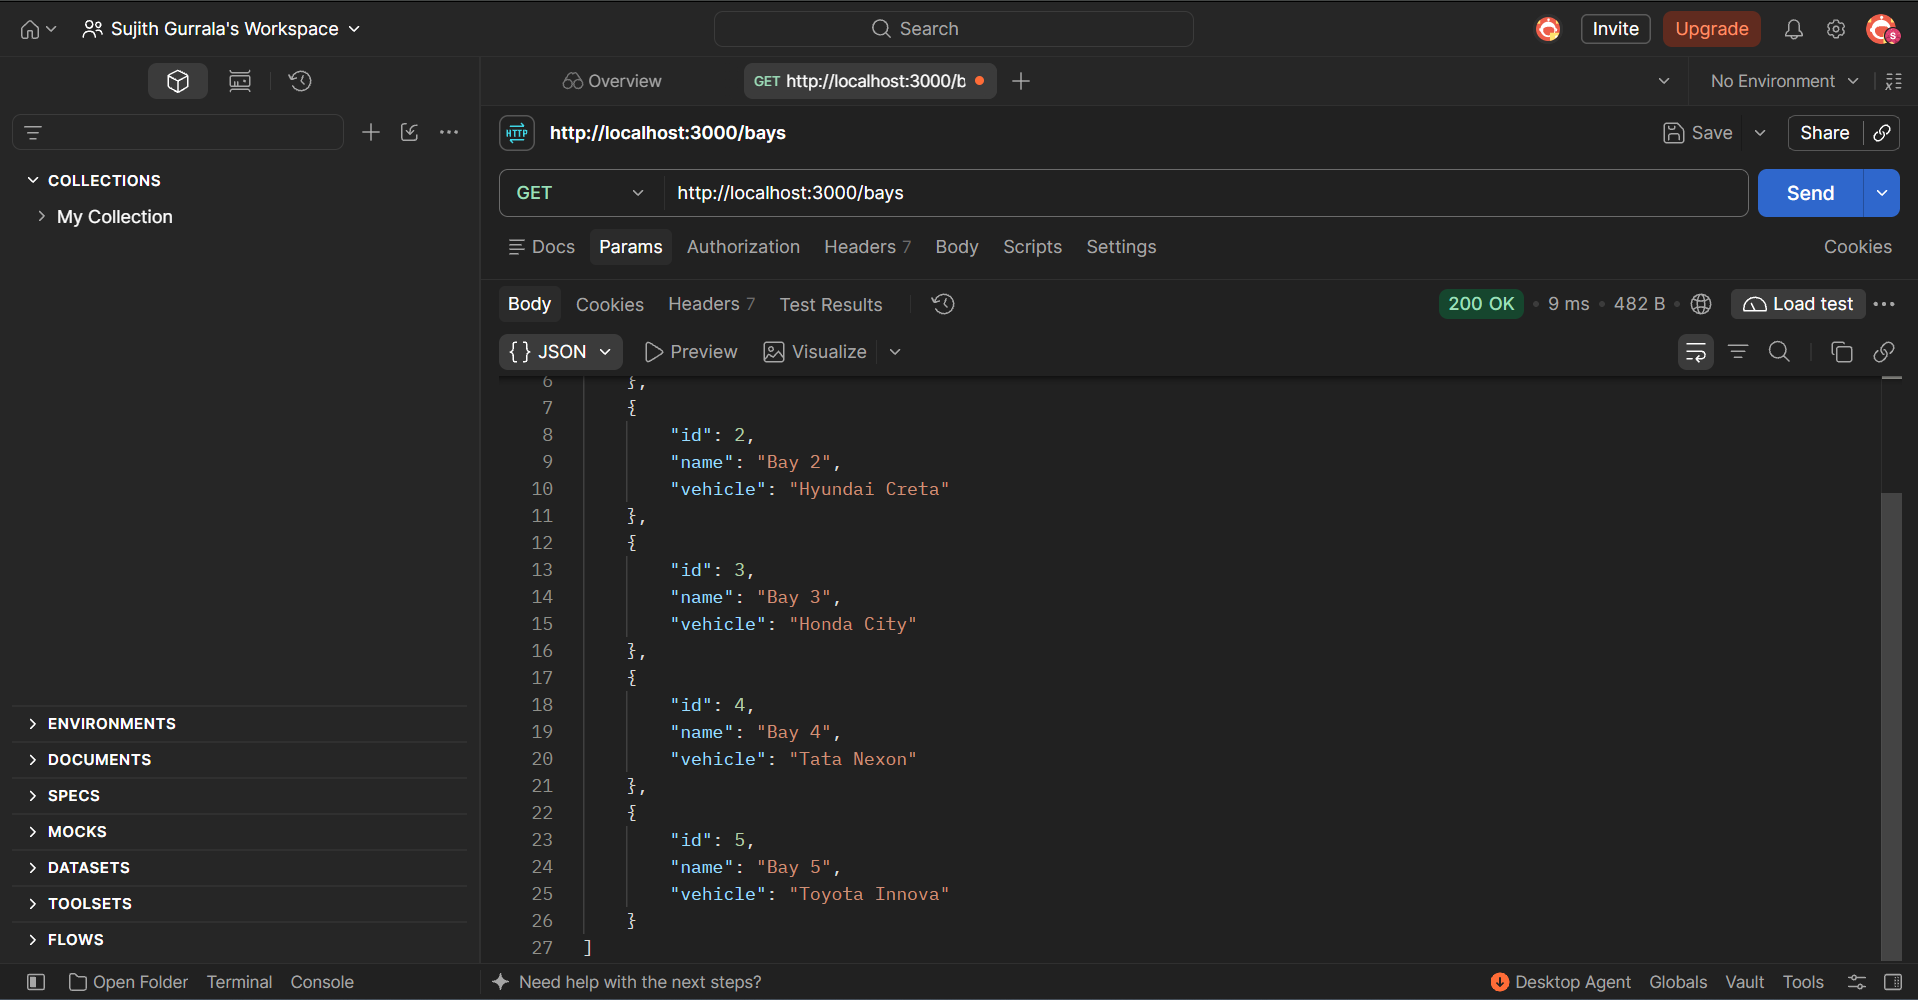 Sujith Gurrala's Workspace
Search
Invite
Upgrade
S
Overview
GET http://localhost:3000/b
No Environment
COLLECTIONS
My Collection
HTTP
http://localhost:3000/bays
Save
Share
GET
http://localhost:3000/bays
Send
Docs
Params
Authorization
Headers 7
Body
Scripts
Settings
Cookies
Body
Cookies
Headers 7
Test Results
200 OK
9 ms
482 B
Load test
{} JSON
Preview
Visualize
6 },
7 {
8 "id": 2,
9 "name": "Bay 2",
10 "vehicle": "Hyundai Creta"
11 },
12 {
13 "id": 3,
14 "name": "Bay 3",
15 "vehicle": "Honda City"
16 },
17 {
18 "id": 4,
19 "name": "Bay 4",
20 "vehicle": "Tata Nexon"
21 },
22 {
23 "id": 5,
24 "name": "Bay 5",
25 "vehicle": "Toyota Innova"
26 }
27 ]
ENVIRONMENTS
DOCUMENTS
SPECS
MOCKS
DATASETS
TOOLSETS
FLOWS
Open Folder
Terminal
Console
Need help with the next steps?
Desktop Agent
Globals
Vault
Tools